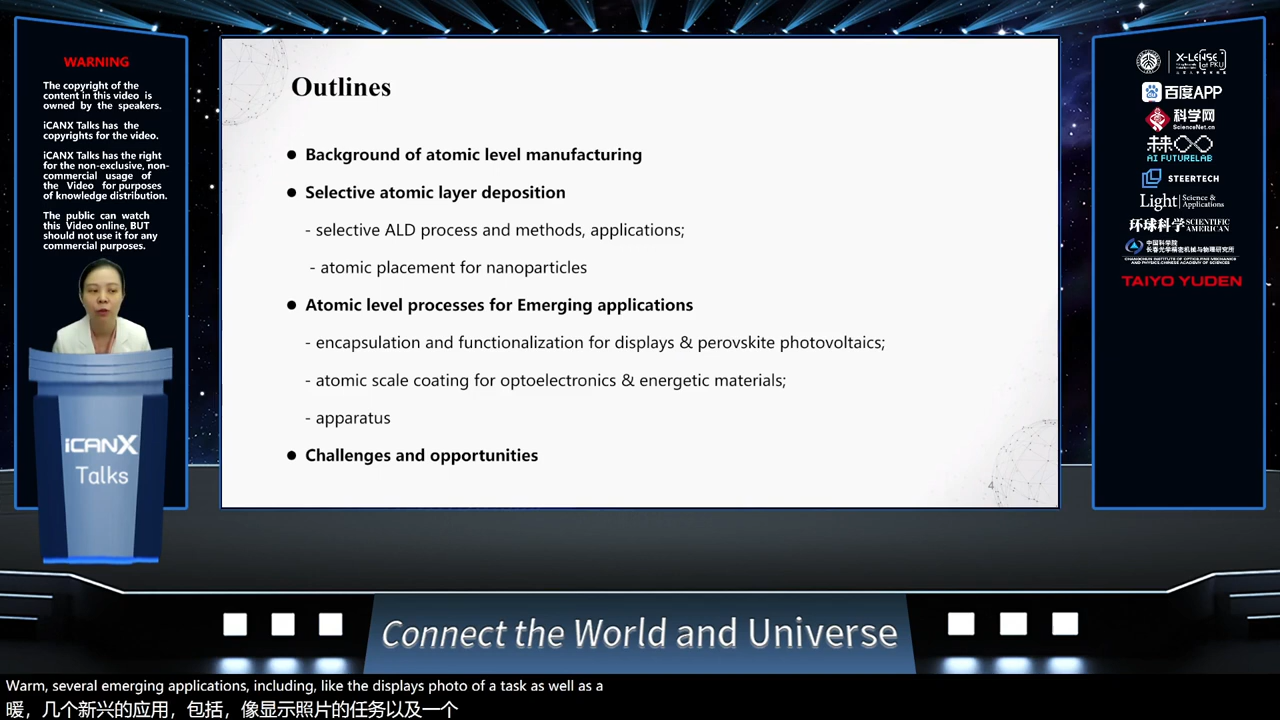 WARNING
The copyright of the
content in this video is
owned by the speakers.
iCANX Talks has the
copyrights for the video.
iCANX Talks has the right
for the non-exclusive, non-
commercial usage of
the Video for purposes
of knowledge distribution.
The public can watch
this Video online, BUT
should not use it for any
commercial purposes.
iCANX
Talks
Outlines
● Background of atomic level manufacturing
● Selective atomic layer deposition
- selective ALD process and methods, applications;
- atomic placement for nanoparticles
● Atomic level processes for Emerging applications
- encapsulation and functionalization for displays & perovskite photovoltaics;
- atomic scale coating for optoelectronics & energetic materials;
- apparatus
● Challenges and opportunities
X-LENSE
at PKU
百度APP
科学网
ScienceNet.cn
AI FUTURELAB
STEERTECH
Light Science & Applications
环球科学 SCIENTIFIC AMERICAN
中国科学院
长春光学精密机械与物理研究所
CHANGCHUN INSTITUTE OF OPTICS,FINE MECHANICS
AND PHYSICS,CHINESE ACADEMY OF SCIENCES
TAIYO YUDEN
Connect the World and Universe
Warm, several emerging applications, including, like the displays photo of a task as well as a
暖，几个新兴的应用，包括，像显示照片的任务以及一个